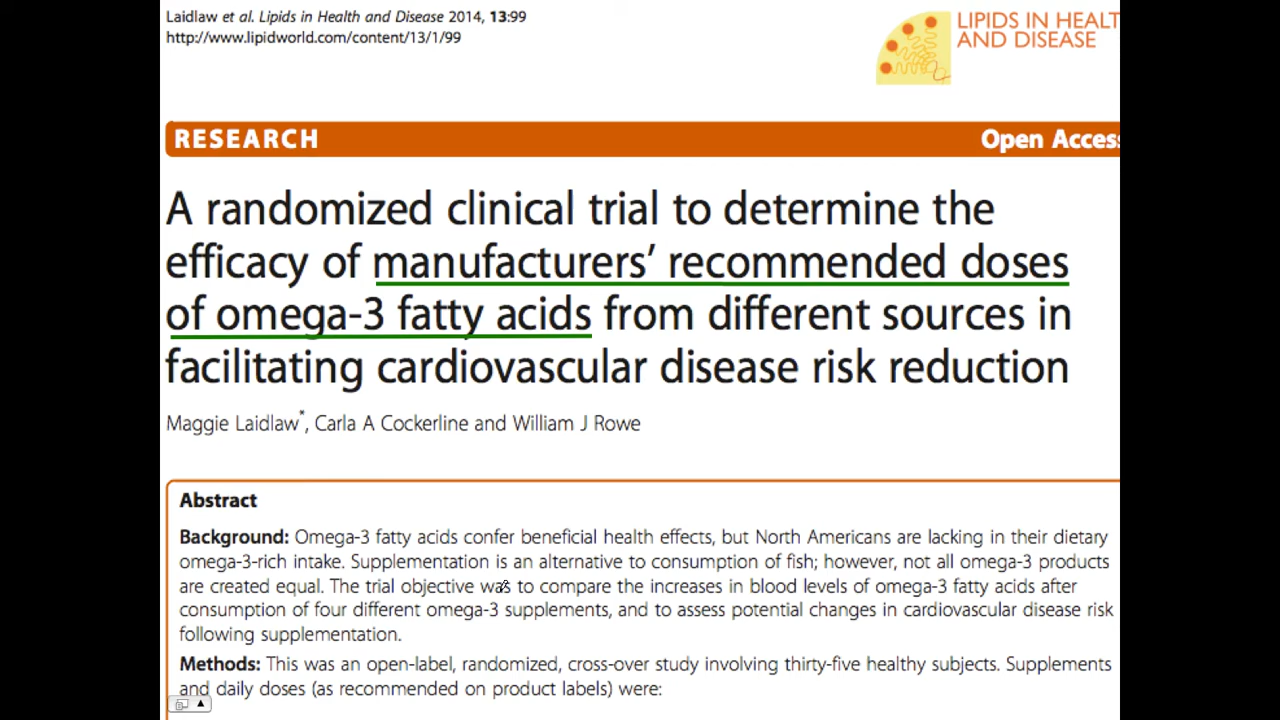 Laidlaw et al. Lipids in Health and Disease 2014, 13:99
http://www.lipidworld.com/content/13/1/99
LIPIDS IN HEALT
AND DISEASE
RESEARCH Open Access
A randomized clinical trial to determine the
efficacy of manufacturers’ recommended doses
of omega-3 fatty acids from different sources in
facilitating cardiovascular disease risk reduction
Maggie Laidlaw*, Carla A Cockerline and William J Rowe
Abstract
Background: Omega-3 fatty acids confer beneficial health effects, but North Americans are lacking in their dietary
omega-3-rich intake. Supplementation is an alternative to consumption of fish; however, not all omega-3 products
are created equal. The trial objective was to compare the increases in blood levels of omega-3 fatty acids after
consumption of four different omega-3 supplements, and to assess potential changes in cardiovascular disease risk
following supplementation.
Methods: This was an open-label, randomized, cross-over study involving thirty-five healthy subjects. Supplements
and daily doses (as recommended on product labels) were: